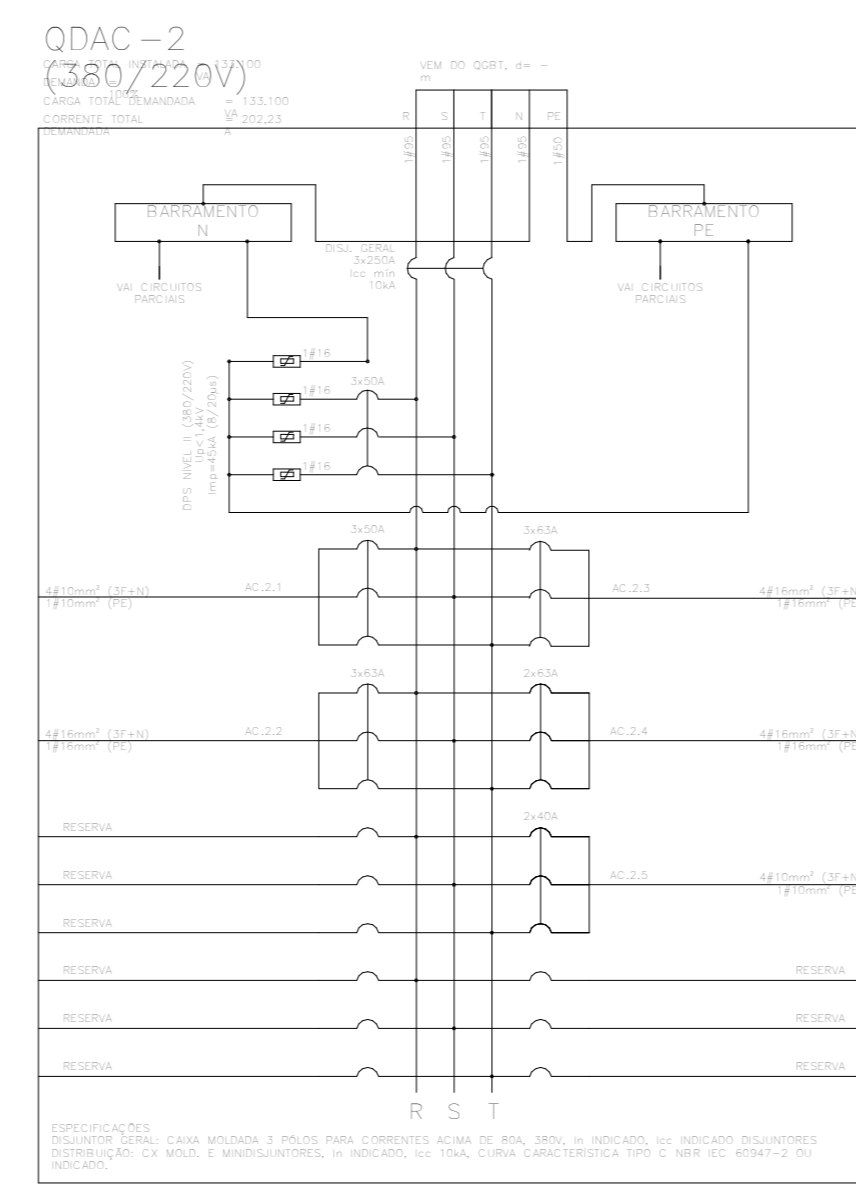 QDAC-2
(380/220V)
CARGA TOTAL INSTALADA = 133.100 VA
DEMANDA = 100%
CARGA TOTAL DEMANDADA = 133.100 VA
CORRENTE TOTAL DEMANDADA = 202,23 A
VEM DO QGBT, d= -
m
R S T N PE
1#95 1#95 1#95 1#95 1#50
BARRAMENTO
N
BARRAMENTO
PE
DISJ. GERAL
3x250A
Icc mín
10kA
VAI CIRCUITOS
PARCIAIS
VAI CIRCUITOS
PARCIAIS
DPS NÍVEL II (380/220V)
Up<1.4kV
Imp=45kA (8/20µs)
1#16
3x50A
1#16
1#16
1#16
3x50A
3x63A
4#10mm² (3F+N)
1#10mm² (PE)
AC.2.1
AC.2.3
4#16mm² (3F+N
1#16mm² (PE
3x63A
2x63A
4#16mm² (3F+N)
1#16mm² (PE)
AC.2.2
AC.2.4
4#16mm² (3F+N
1#16mm² (PE
2x40A
RESERVA
RESERVA
AC.2.5
4#10mm² (3F+N
1#10mm² (PE
RESERVA
RESERVA
RESERVA
RESERVA
RESERVA
RESERVA
RESERVA
R S T
ESPECIFICAÇÕES
DISJUNTOR GERAL: CAIXA MOLDADA 3 PÓLOS PARA CORRENTES ACIMA DE 80A, 380V, In INDICADO, Icc INDICADO DISJUNTORES
DISTRIBUIÇÃO: CX MOLD. E MINIDISJUNTORES, In INDICADO, Icc 10kA, CURVA CARACTERÍSTICA TIPO C NBR IEC 60947-2 OU
INDICADO.